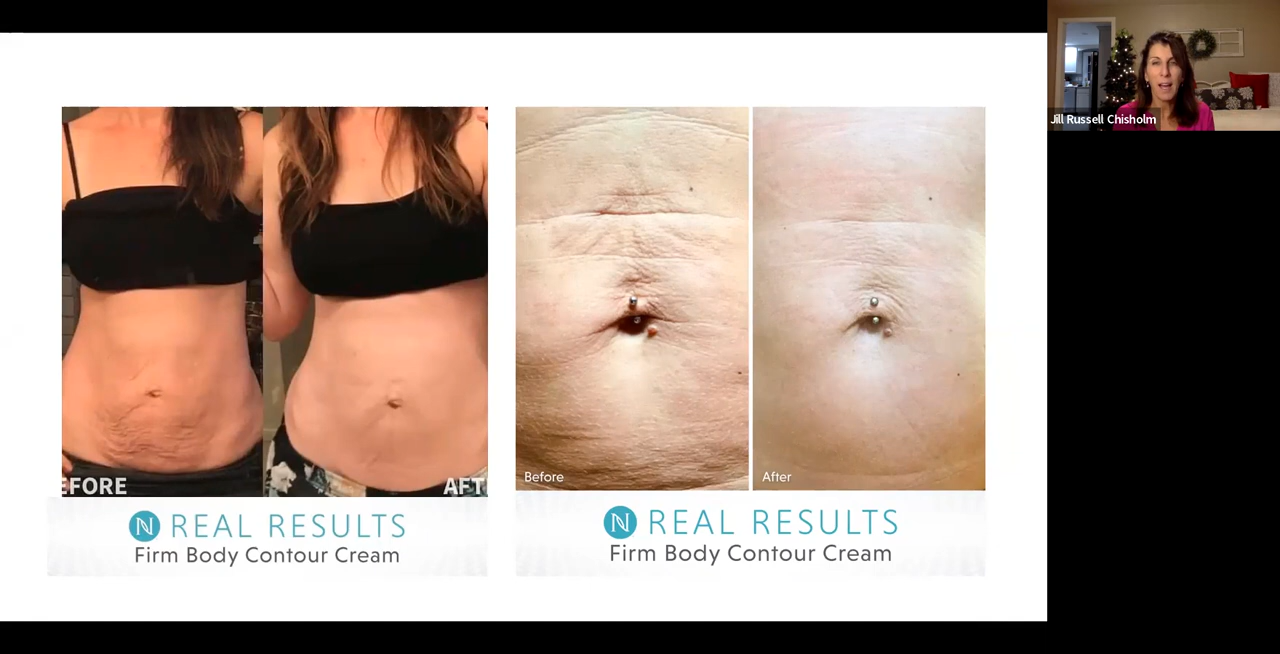 Jill Russell Chisholm
EFORE
AFT
Before
After
N REAL RESULTS
Firm Body Contour Cream
N REAL RESULTS
Firm Body Contour Cream